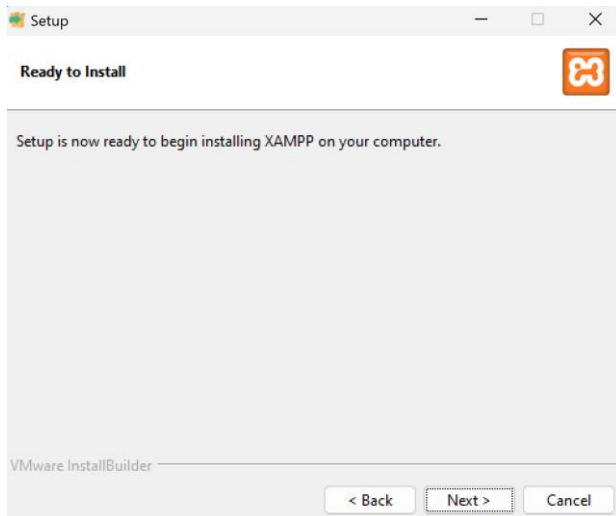 Setup
Ready to Install
Setup is now ready to begin installing XAMPP on your computer.
VMware InstallBuilder
< Back Next > Cancel